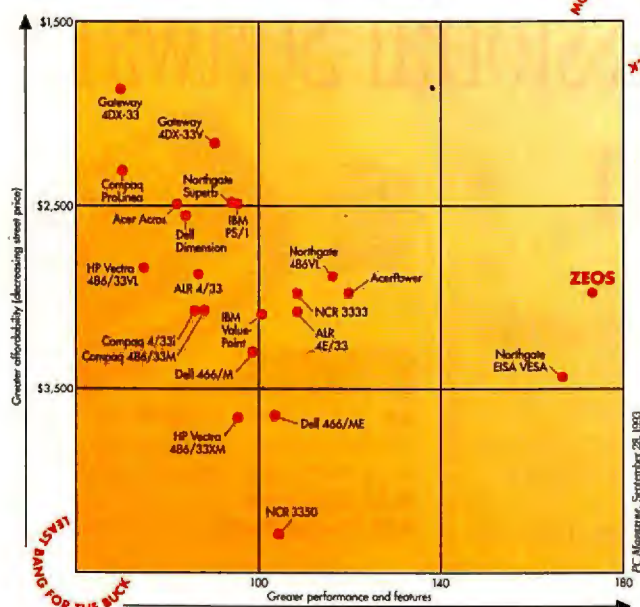 $1,500
Gateway
4DX-33
Gateway
4DX-33V
Compaq
ProLinea
Northgate
Superb
$2,500
Acer Acros
IBM
PS/1
Dell
Dimension
HP Vectra
486/33VL
ALR 4/33
Northgate
486VL
AcerPower
ZEOS
NCR 3333
IBM
Value-
Point
ALR
4E/33
Compaq 4/33i
Compaq 486/33M
Dell 466/M
Northgate
EISA VESA
$3,500
HP Vectra
486/33XM
Dell 466/ME
NCR 3350
Greater affordability (decreasing street price)
PC Magazine, September 28, 1993
LEAST BANG FOR THE BUCK
100
140
180
Greater performance and features